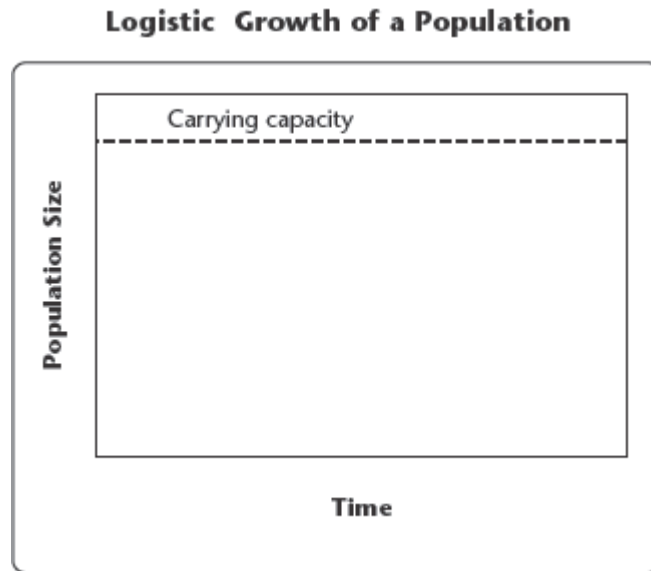 Logistic Growth of a Population
Carrying capacity
Population Size
Time